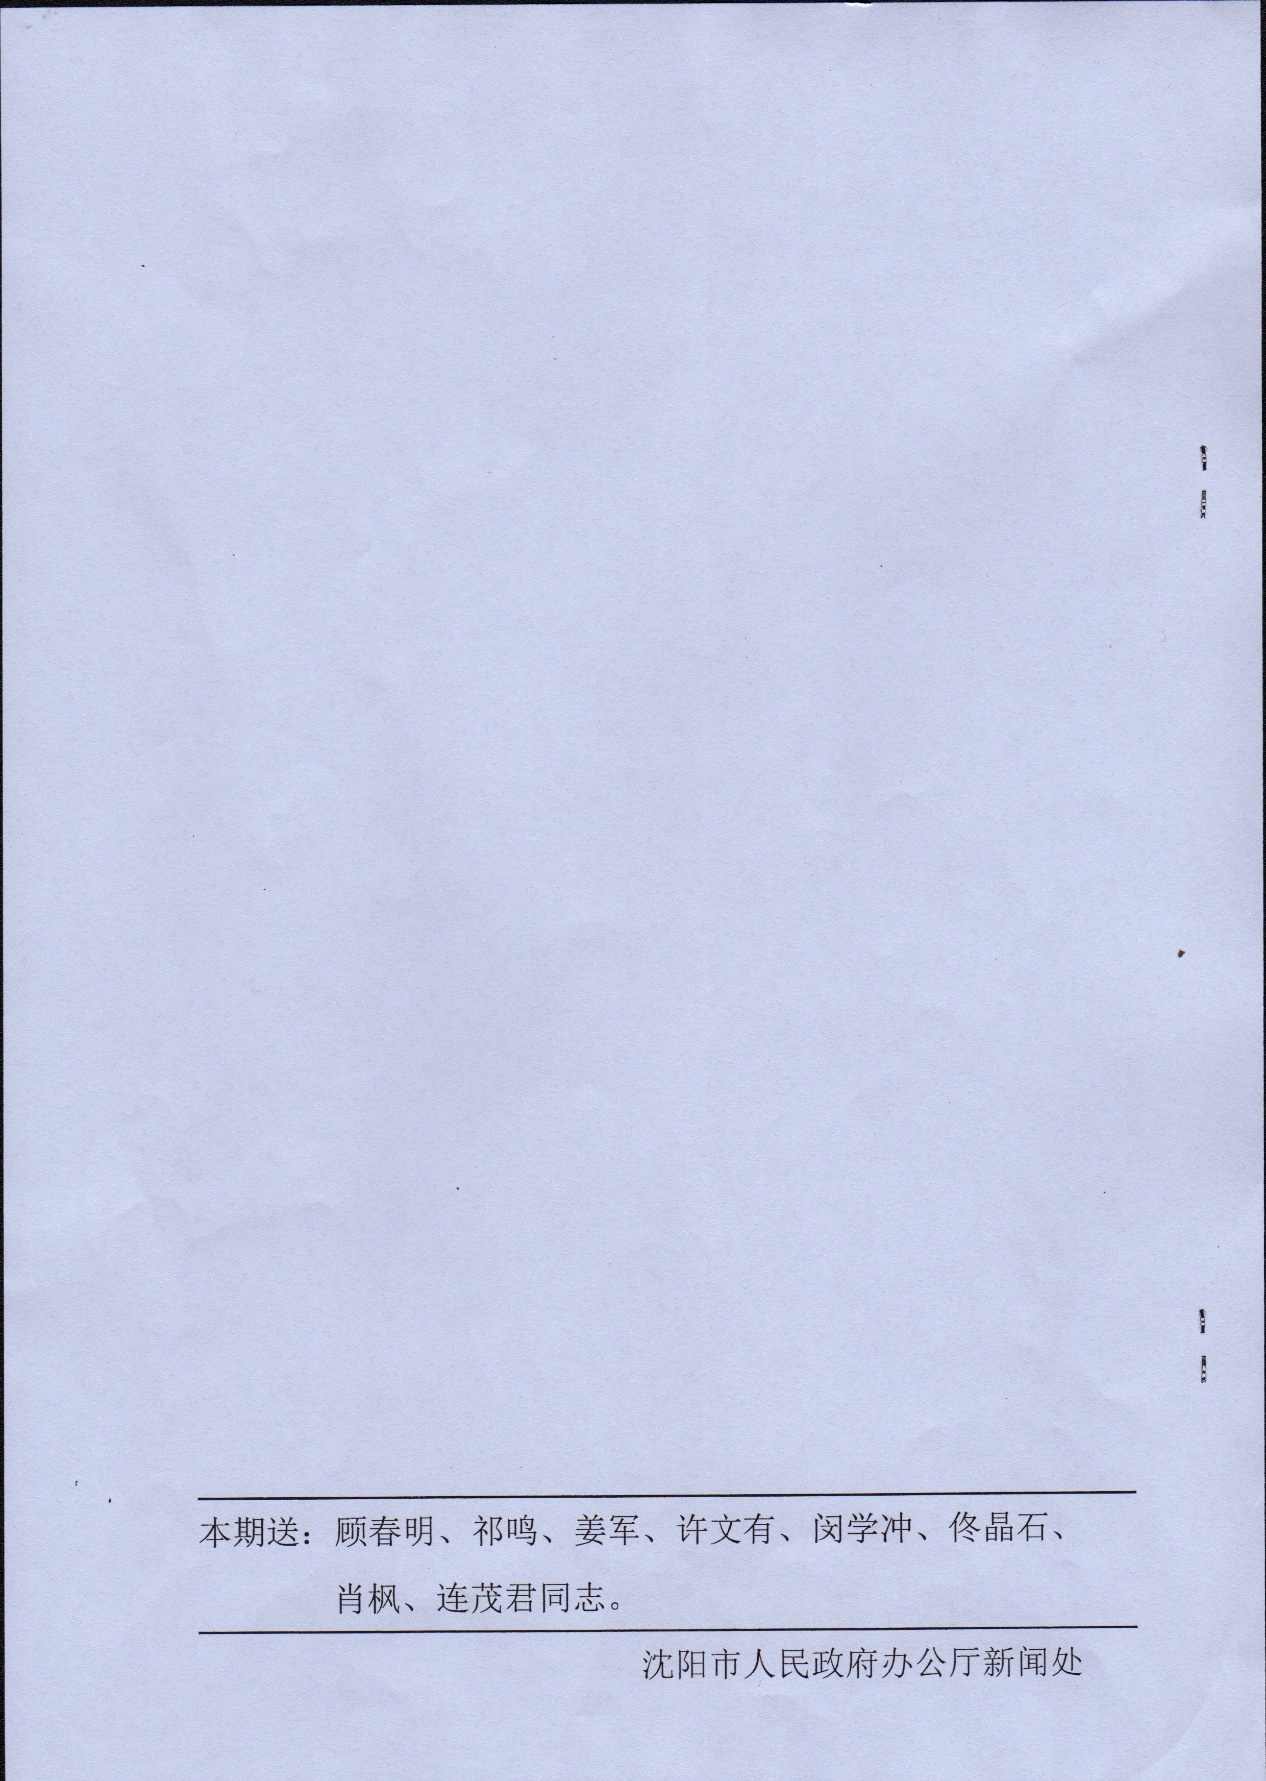 本期送：顾春明、祁鸣、姜军、许文有、闵学冲、佟晶石、
肖枫、连茂君同志。
沈阳市人民政府办公厅新闻处